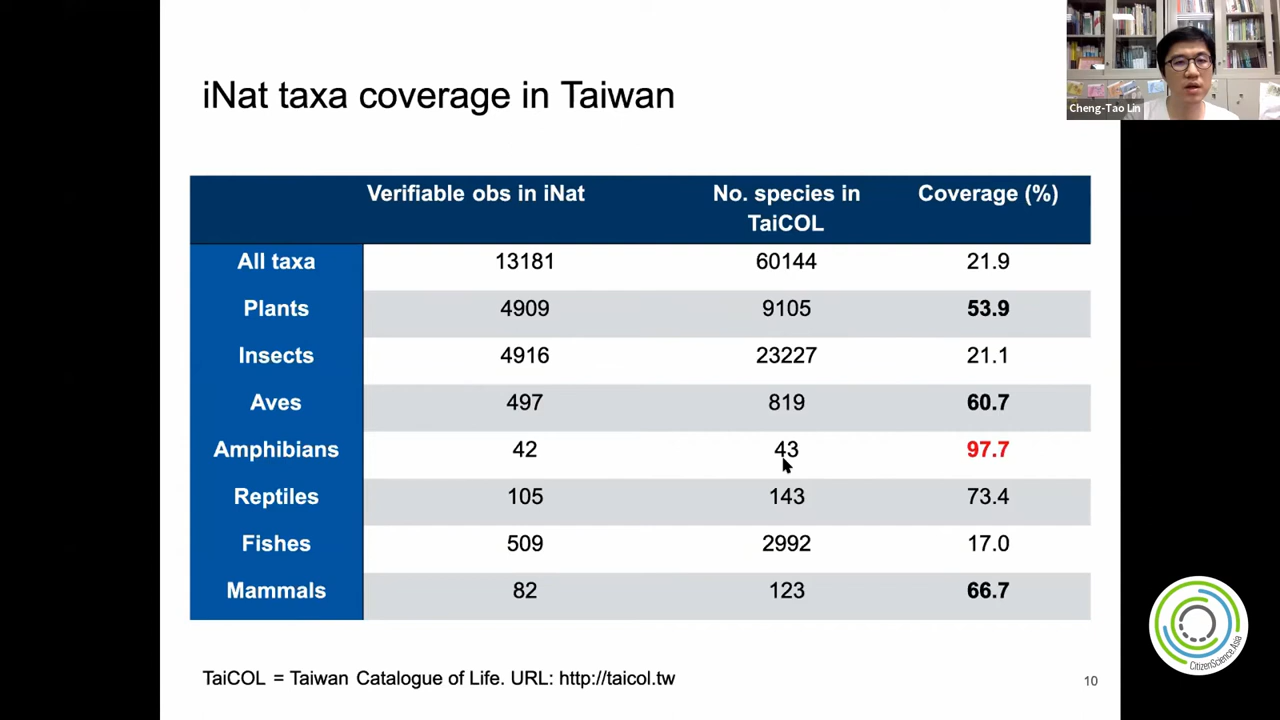 iNat taxa coverage in Taiwan
Cheng-Tao Lin
Verifiable obs in iNat No. species in TaiCOL Coverage (%)
All taxa 13181 60144 21.9
Plants 4909 9105 53.9
Insects 4916 23227 21.1
Aves 497 819 60.7
Amphibians 42 43 97.7
Reptiles 105 143 73.4
Fishes 509 2992 17.0
Mammals 82 123 66.7
TaiCOL = Taiwan Catalogue of Life. URL: http://taicol.tw
10
CitizenScience.Asia